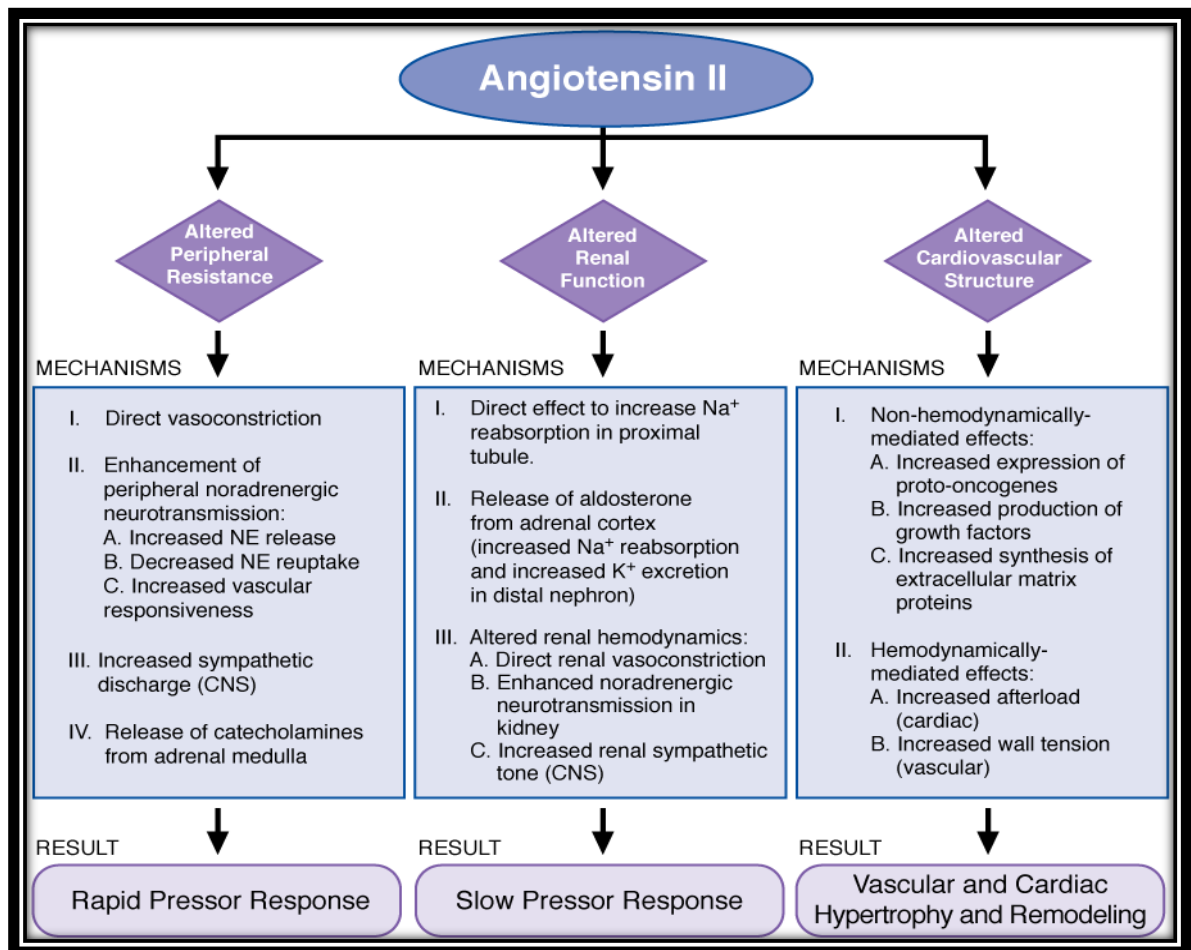 Angiotensin II
Altered
Peripheral
Resistance
Altered
Renal
Function
Altered
Cardiovascular
Structure
MECHANISMS
I. Direct vasoconstriction
II. Enhancement of
peripheral noradrenergic
neurotransmission:
A. Increased NE release
B. Decreased NE reuptake
C. Increased vascular
responsiveness
III. Increased sympathetic
discharge (CNS)
IV. Release of catecholamines
from adrenal medulla
RESULT
Rapid Pressor Response
MECHANISMS
I. Direct effect to increase Na⁺
reabsorption in proximal
tubule.
II. Release of aldosterone
from adrenal cortex
(increased Na⁺ reabsorption
and increased K⁺ excretion
in distal nephron)
III. Altered renal hemodynamics:
A. Direct renal vasoconstriction
B. Enhanced noradrenergic
neurotransmission in
kidney
C. Increased renal sympathetic
tone (CNS)
RESULT
Slow Pressor Response
MECHANISMS
I. Non-hemodynamically-
mediated effects:
A. Increased expression of
proto-oncogenes
B. Increased production of
growth factors
C. Increased synthesis of
extracellular matrix
proteins
II. Hemodynamically-
mediated effects:
A. Increased afterload
(cardiac)
B. Increased wall tension
(vascular)
RESULT
Vascular and Cardiac
Hypertrophy and Remodeling